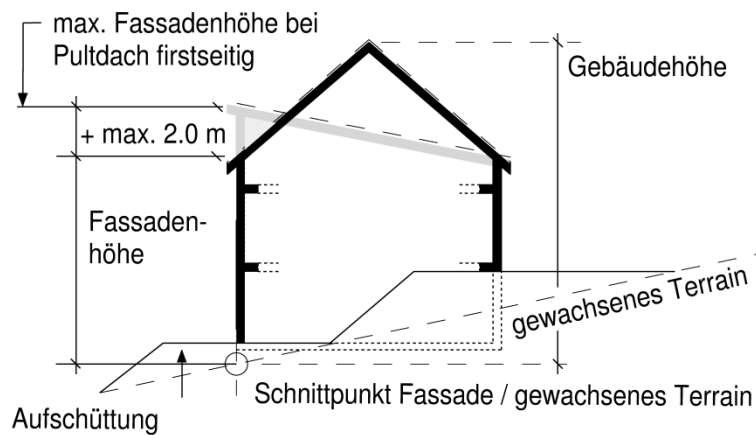 max. Fassadenhöhe bei
Pultdach firstseitig
Gebäudehöhe
+ max. 2.0 m
Fassaden-
höhe
gewachsenes Terrain
Schnittpunkt Fassade / gewachsenes Terrain
Aufschüttung